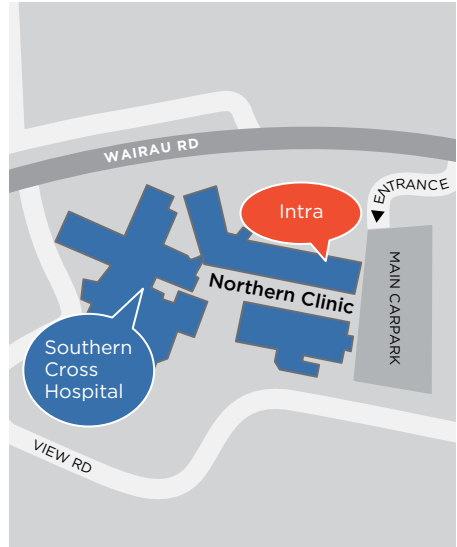 WAIRAU RD
ENTRANCE
Intra
MAIN CARPARK
Northern Clinic
Southern
Cross
Hospital
VIEW RD